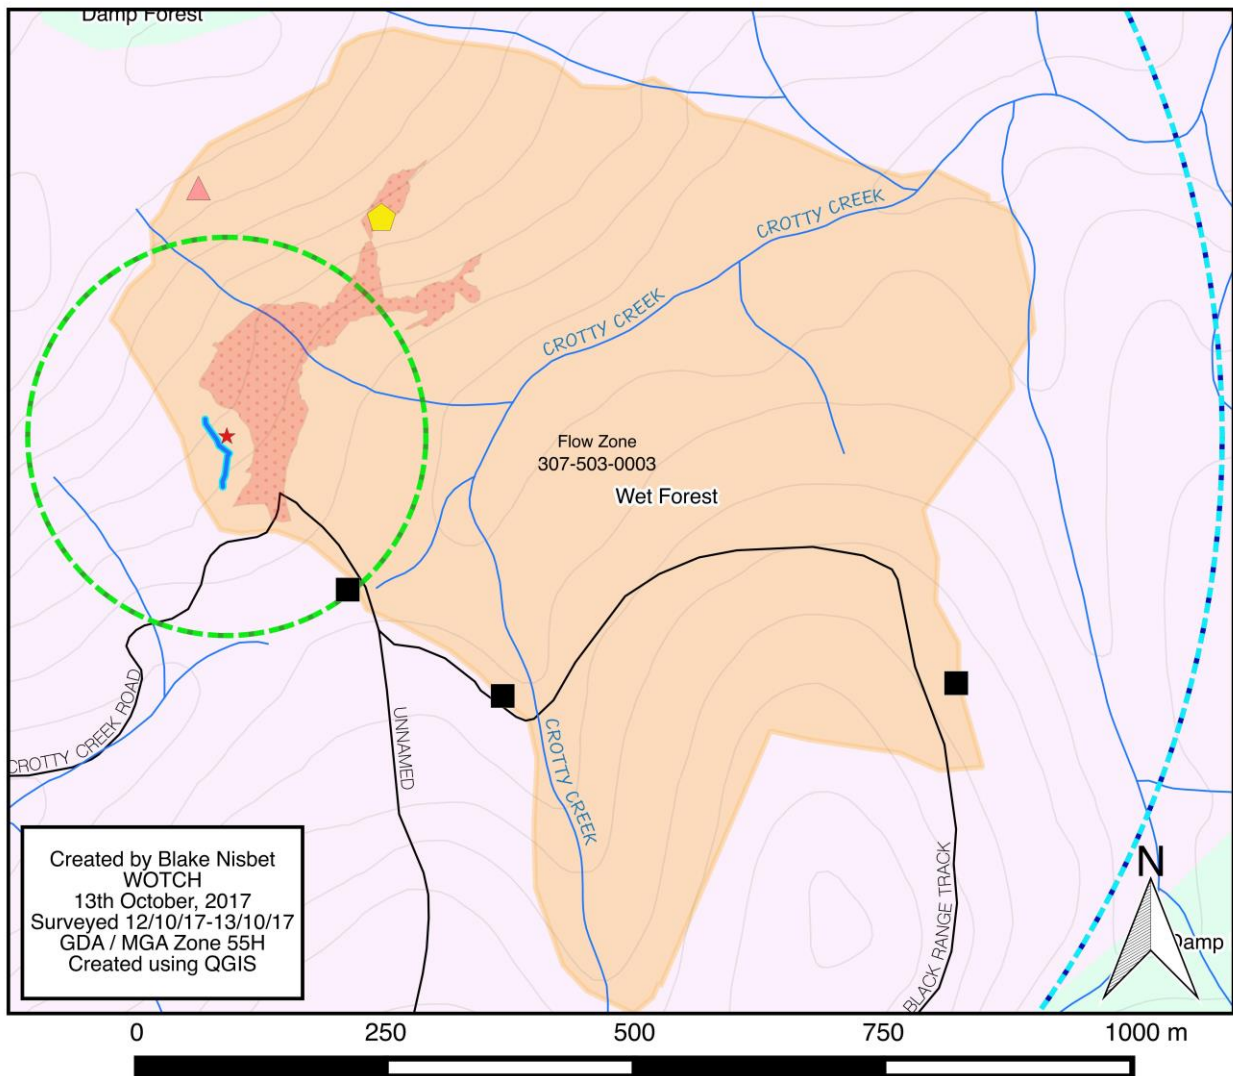 Damp Forest
CROTTY CREEK
CROTTY CREEK
Flow Zone
307-503-0003
Wet Forest
CROTTY CREEK ROAD
UNNAMED
CROTTY CREEK
BLACK RANGE TRACK
N
Damp
Created by Blake Nisbet
WOTCH
13th October, 2017
Surveyed 12/10/17-13/10/17
GDA / MGA Zone 55H
Created using QGIS
0 250 500 750 1000 m